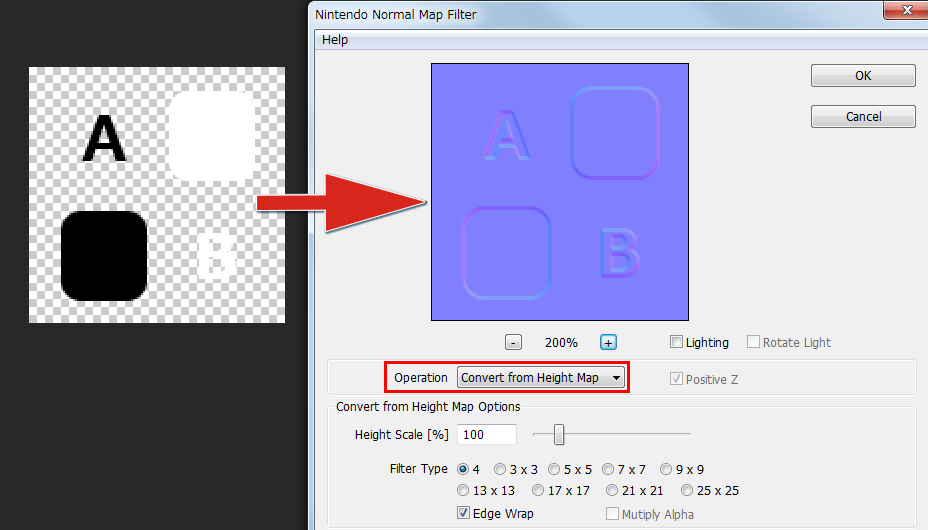 Nintendo Normal Map Filter
Help
A
B
A
B
OK
Cancel
- 200% +
Lighting Rotate Light
Operation Convert from Height Map Positive Z
Convert from Height Map Options
Height Scale [%] 100
Filter Type 4 3 x 3 5 x 5 7 x 7 9 x 9
13 x 13 17 x 17 21 x 21 25 x 25
Edge Wrap Mutiply Alpha